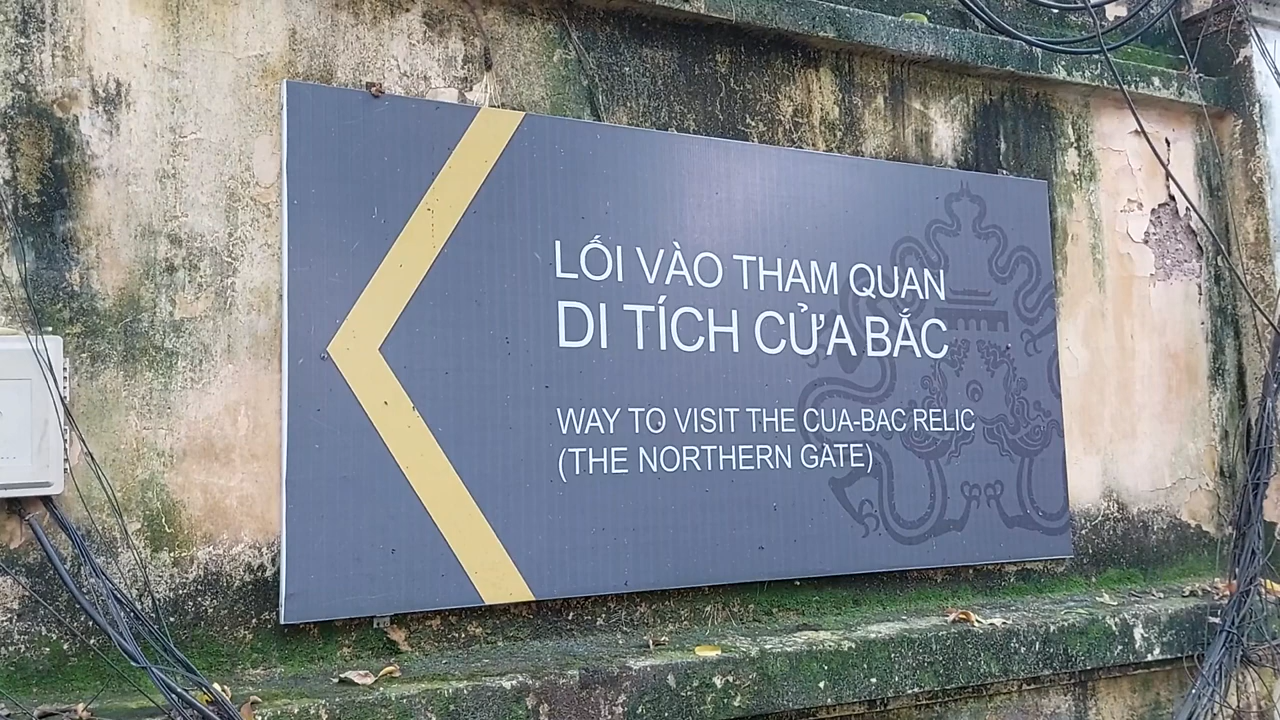 LỐI VÀO THAM QUAN
DI TÍCH CỬA BẮC
WAY TO VISIT THE CUA-BAC RELIC
(THE NORTHERN GATE)